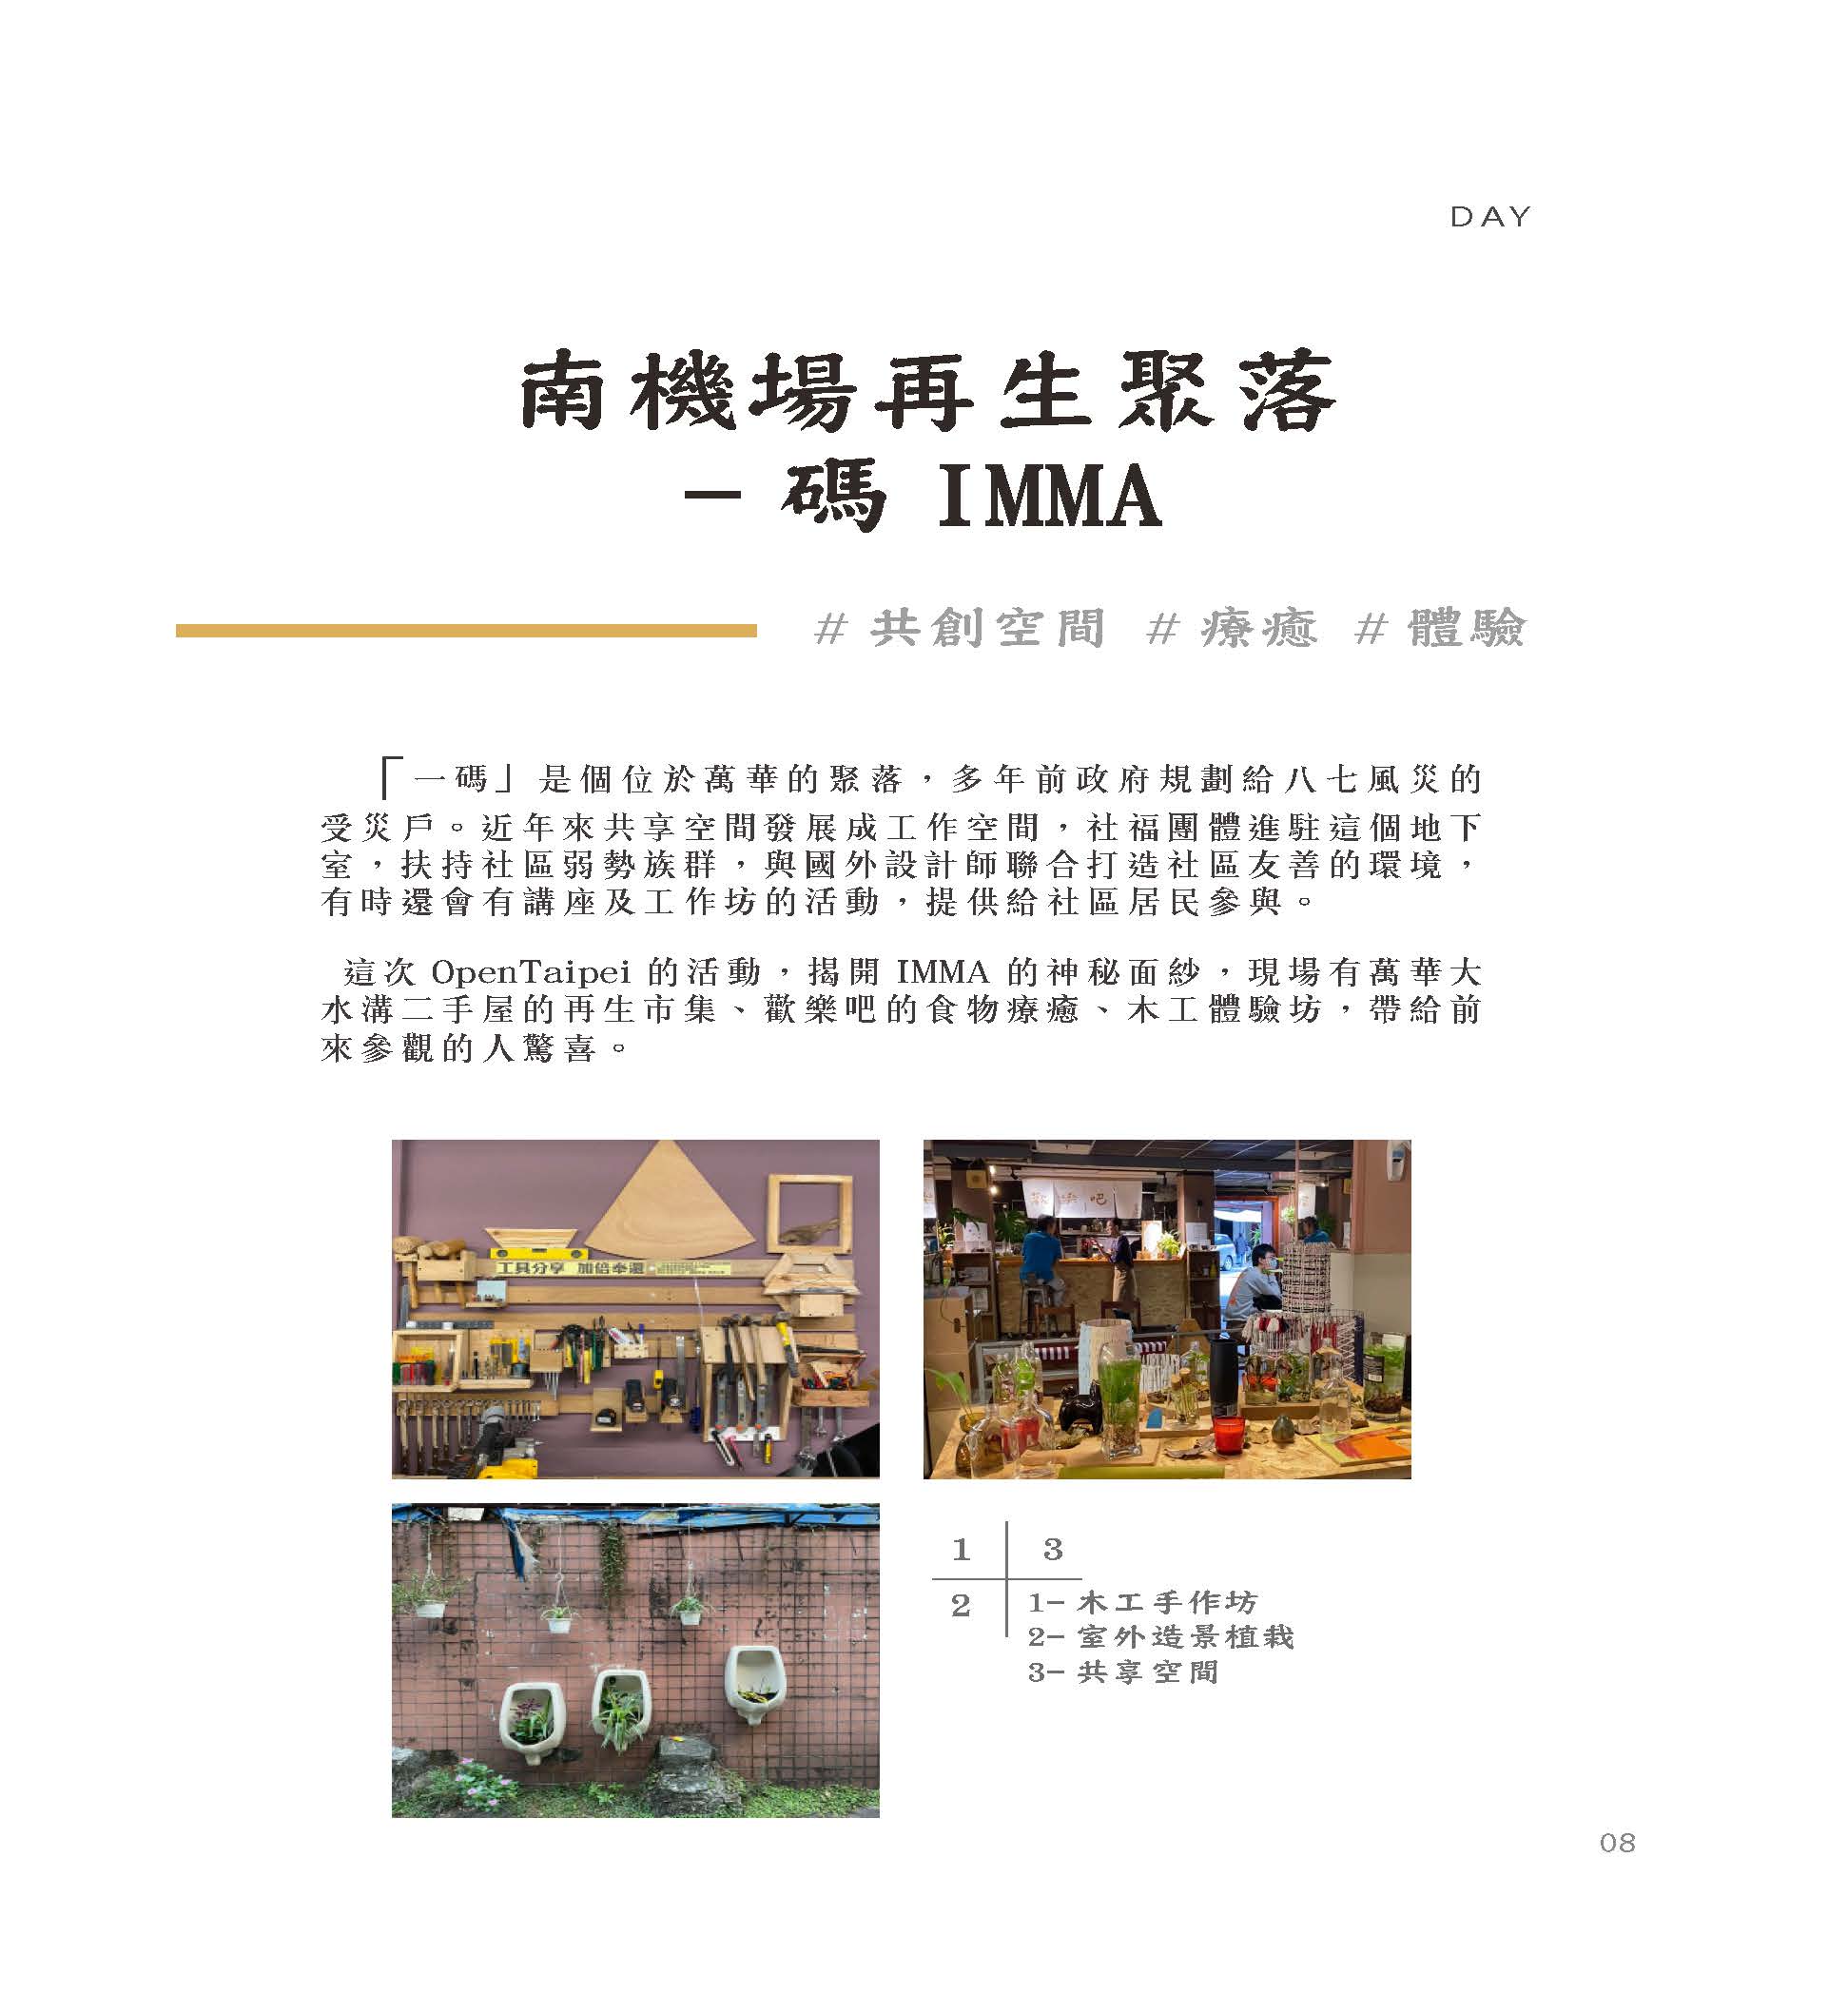 DAY
南機場再生聚落
一碼 IMMA
#共創空間 #療癒 #體驗
「一碼」是個位於萬華的聚落，多年前政府規劃給八七風災的
受災戶。近年來共享空間發展成工作空間，社福團體進駐這個地下
室，扶持社區弱勢族群，與國外設計師聯合打造社區友善的環境，
有時還會有講座及工作坊的活動，提供給社區居民參與。
這次 OpenTaipei 的活動，揭開 IMMA 的神秘面紗，現場有萬華大
水溝二手屋的再生市集、歡樂吧的食物療癒、木工體驗坊，帶給前
來參觀的人驚喜。
工具分享 加倍奉還
歡樂吧
1 3
2
1-木工手作坊
2-室外造景植栽
3-共享空間
08